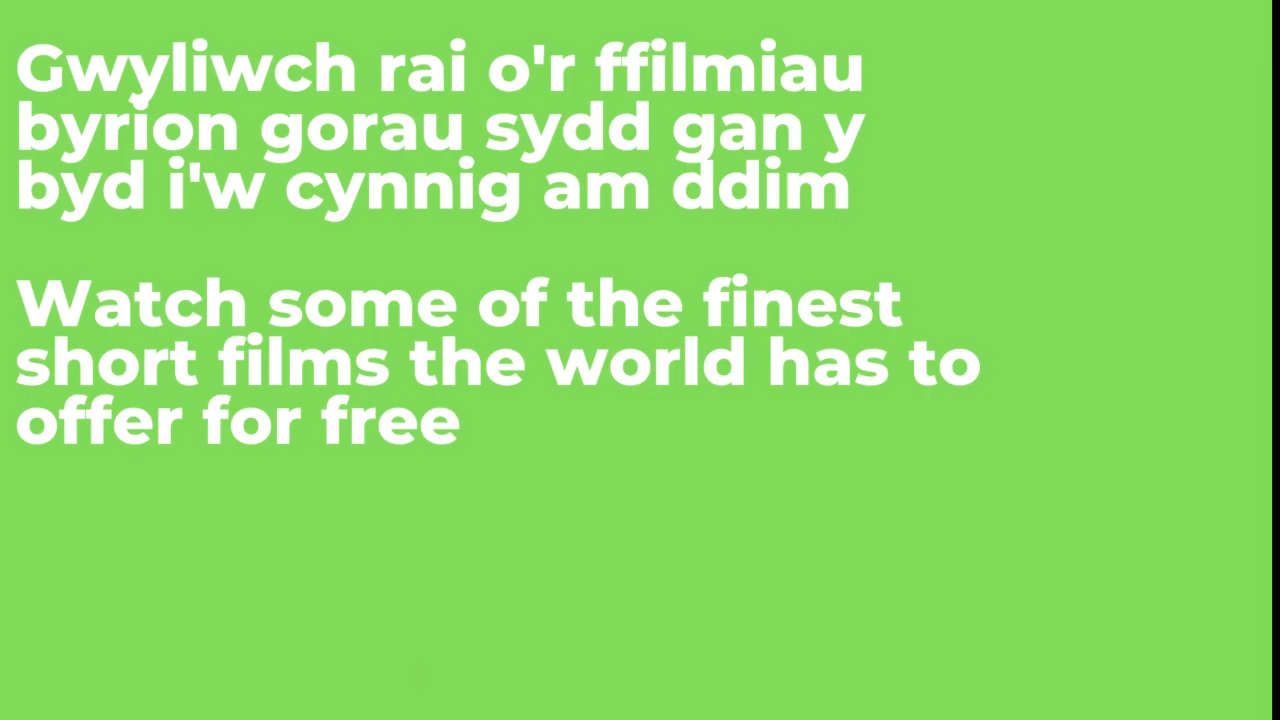 Gwyliwch rai o'r ffilmiau
byrion gorau sydd gan y
byd i'w cynnig am ddim
Watch some of the finest
short films the world has to
offer for free